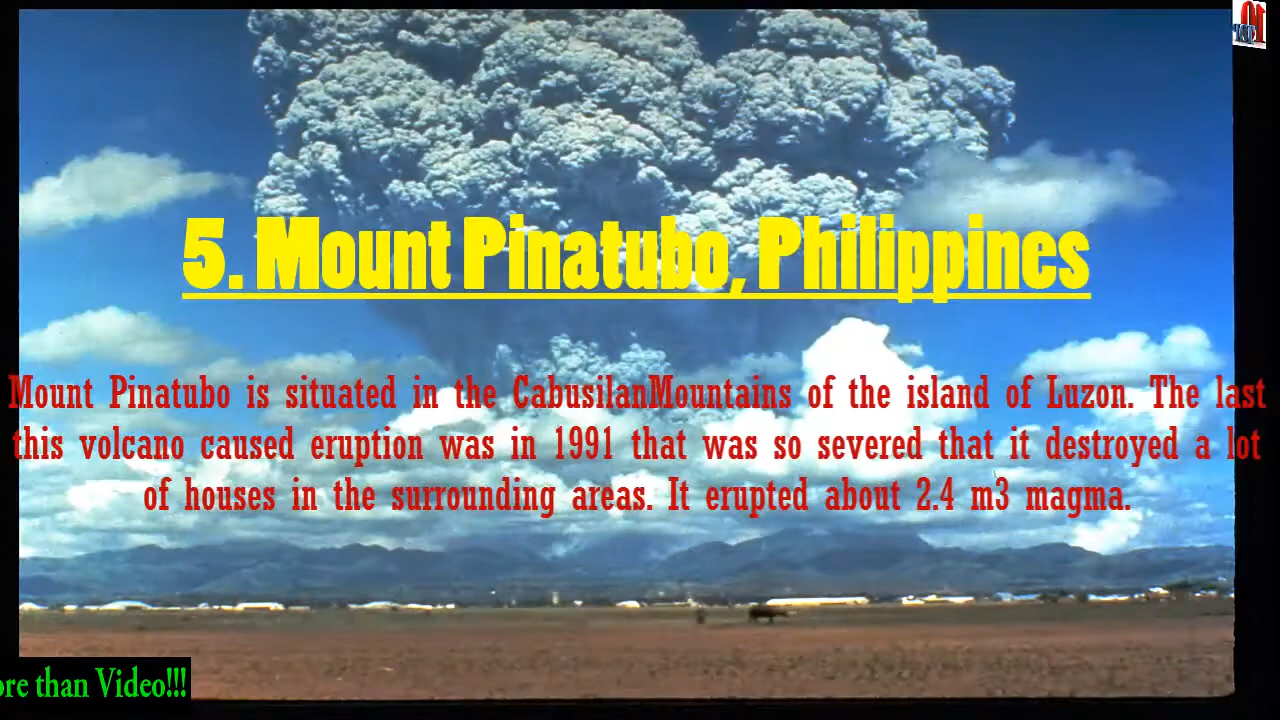 5. Mount Pinatubo, Philippines
Mount Pinatubo is situated in the CabusilanMountains of the island of Luzon. The last
this volcano caused eruption was in 1991 that was so severed that it destroyed a lot
of houses in the surrounding areas. It erupted about 2.4 m3 magma.
than Video!!!